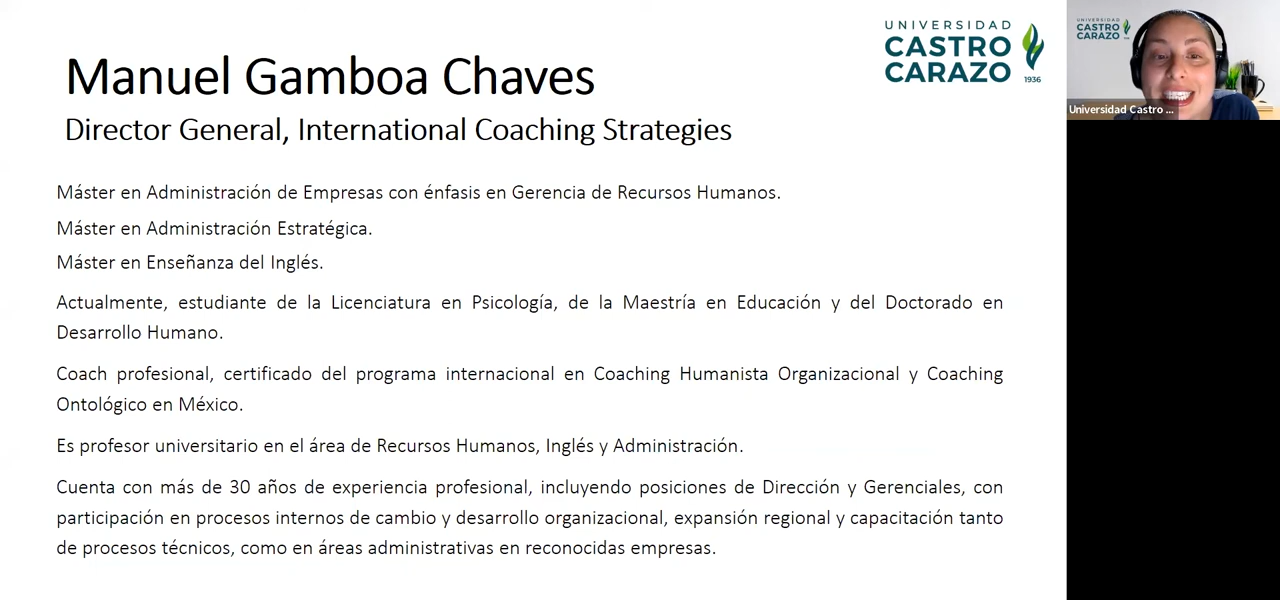 Manuel Gamboa Chaves
Director General, International Coaching Strategies
UNIVERSIDAD
CASTRO
CARAZO
1936
Máster en Administración de Empresas con énfasis en Gerencia de Recursos Humanos.
Máster en Administración Estratégica.
Máster en Enseñanza del Inglés.
Actualmente, estudiante de la Licenciatura en Psicología, de la Maestría en Educación y del Doctorado en
Desarrollo Humano.
Coach profesional, certificado del programa internacional en Coaching Humanista Organizacional y Coaching
Ontológico en México.
Es profesor universitario en el área de Recursos Humanos, Inglés y Administración.
Cuenta con más de 30 años de experiencia profesional, incluyendo posiciones de Dirección y Gerenciales, con
participación en procesos internos de cambio y desarrollo organizacional, expansión regional y capacitación tanto
de procesos técnicos, como en áreas administrativas en reconocidas empresas.
UNIVERSIDAD
CASTRO
CARAZO
Universidad Castro ...